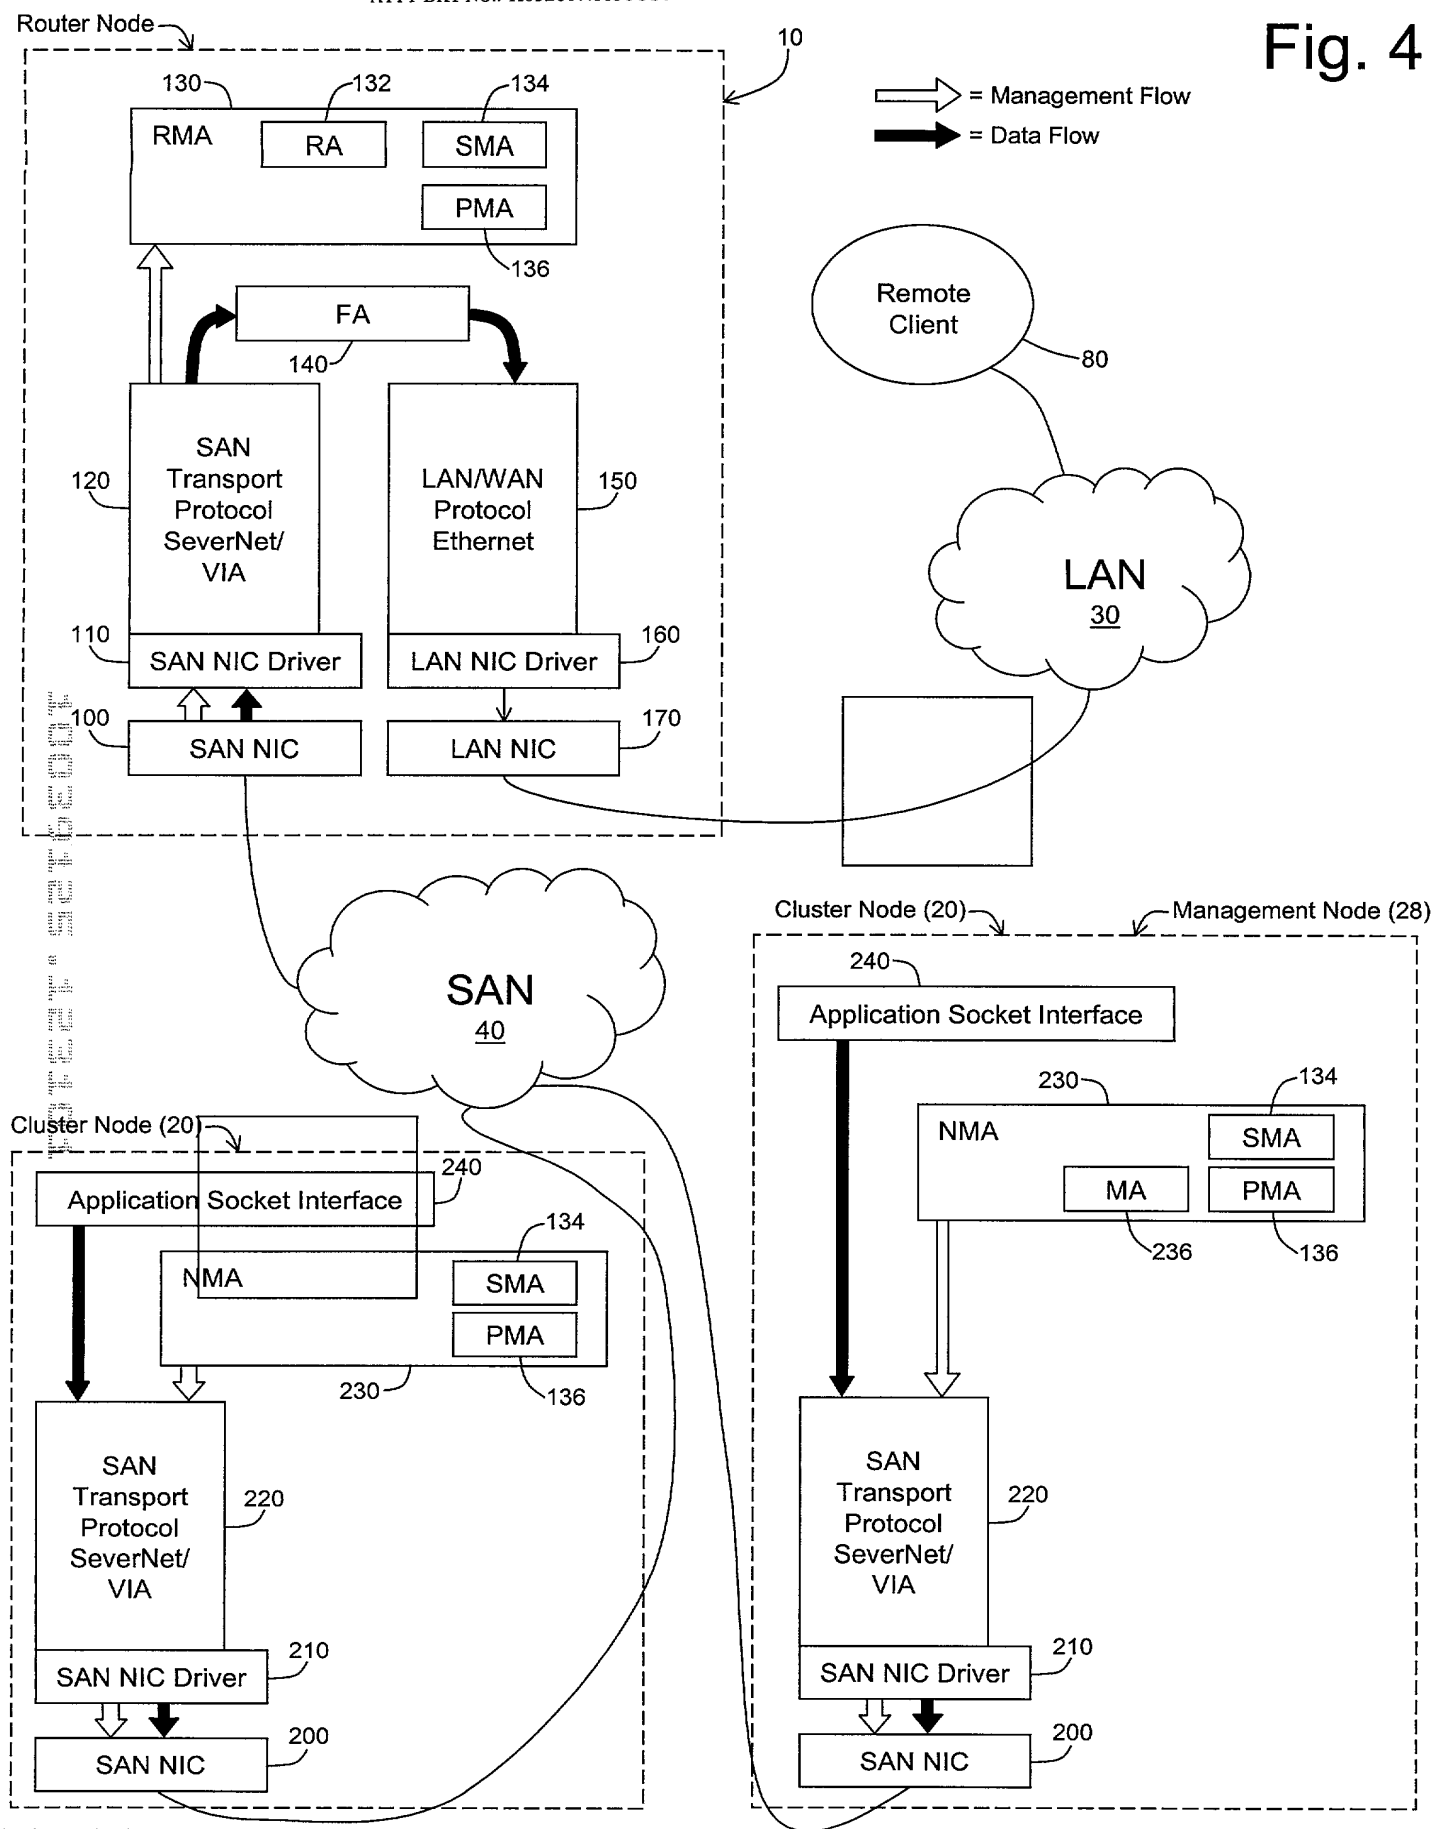 Router Node
10
Fig. 4
= Management Flow
= Data Flow
130
132
134
RMA
RA
SMA
PMA
136
FA
140
Remote
Client
80
SAN
Transport
Protocol
SeverNet/
VIA
120
LAN/WAN
Protocol
Ethernet
150
LAN
30
110
SAN NIC Driver
LAN NIC Driver
160
100
SAN NIC
LAN NIC
170
SAN
40
Cluster Node (20)
Management Node (28)
240
Application Socket Interface
230
134
NMA
SMA
MA
PMA
236
136
SAN
Transport
Protocol
SeverNet/
VIA
220
SAN NIC Driver
210
SAN NIC
200
Cluster Node (20)
240
Application Socket Interface
134
NMA
SMA
PMA
230
136
SAN
Transport
Protocol
SeverNet/
VIA
220
SAN NIC Driver
210
SAN NIC
200